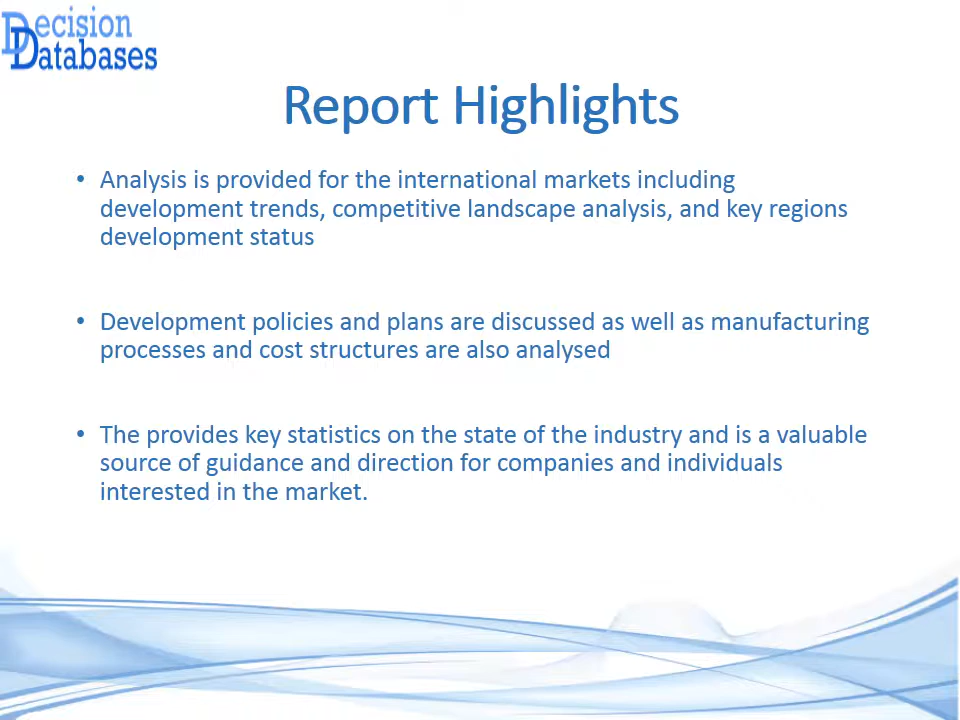 Decision
Databases
Report Highlights
• Analysis is provided for the international markets including
development trends, competitive landscape analysis, and key regions
development status
• Development policies and plans are discussed as well as manufacturing
processes and cost structures are also analysed
• The provides key statistics on the state of the industry and is a valuable
source of guidance and direction for companies and individuals
interested in the market.